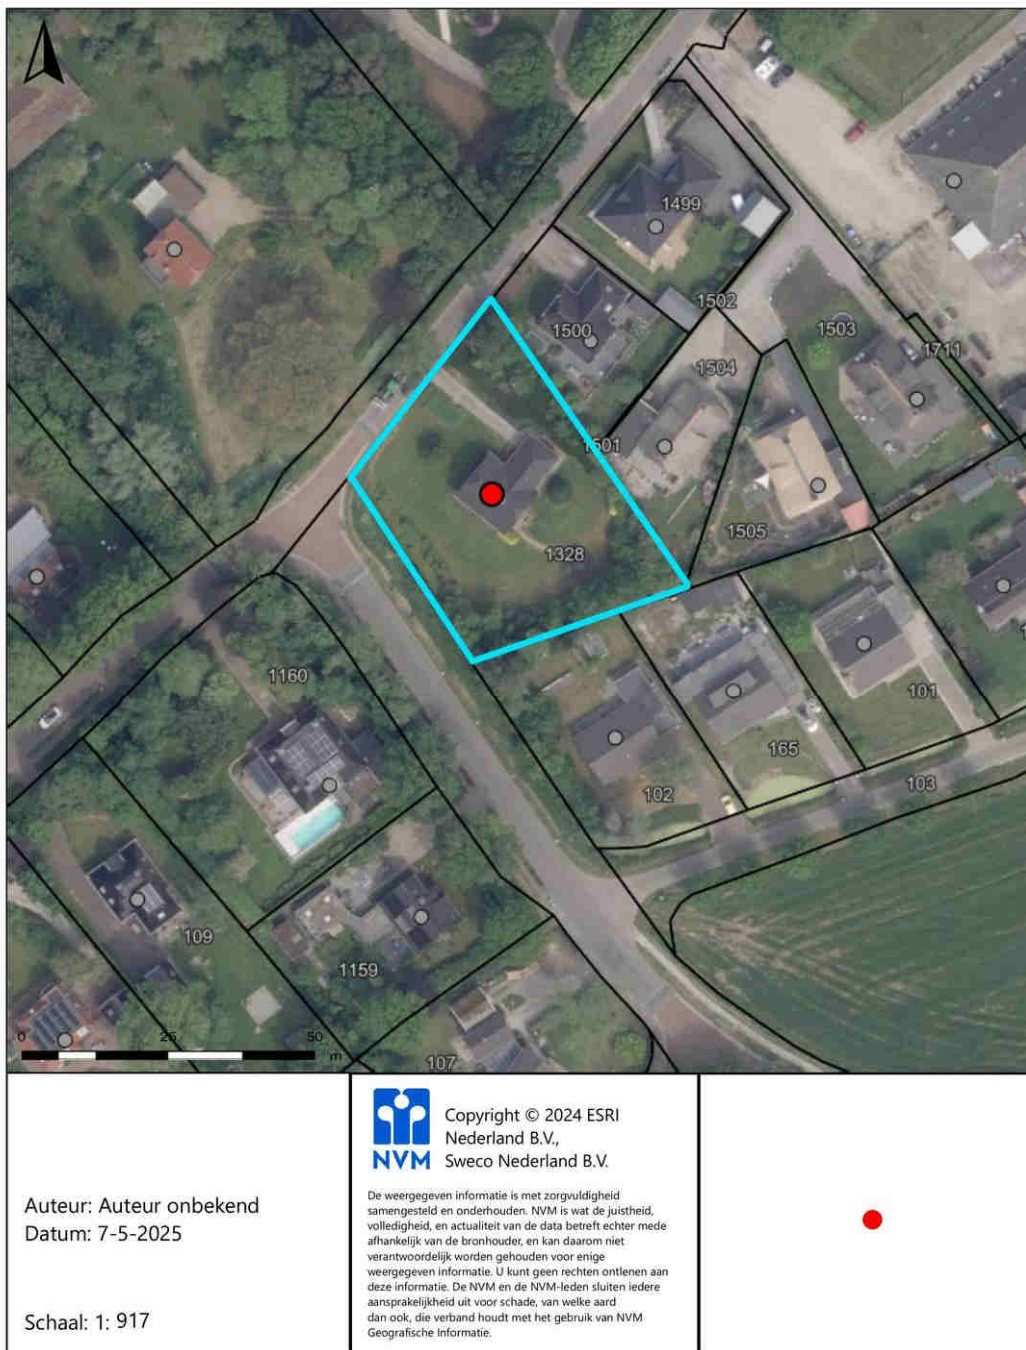 1499
1502
1500
1503
1711
1504
1501
1505
1328
1160
101
165
103
102
109
1159
107
0 25 50
m
Auteur: Auteur onbekend
Datum: 7-5-2025
Schaal: 1: 917
NVM
Copyright © 2024 ESRI
Nederland B.V.,
Sweco Nederland B.V.
De weergegeven informatie is met zorgvuldigheid
samengesteld en onderhouden. NVM is wat de juistheid,
volledigheid, en actualiteit van de data betreft echter mede
afhankelijk van de bronhouder, en kan daarom niet
verantwoordelijk worden gehouden voor enige
weergegeven informatie. U kunt geen rechten ontlenen aan
deze informatie. De NVM en de NVM-leden sluiten iedere
aansprakelijkheid uit voor schade, van welke aard
dan ook, die verband houdt met het gebruik van NVM
Geografische Informatie.